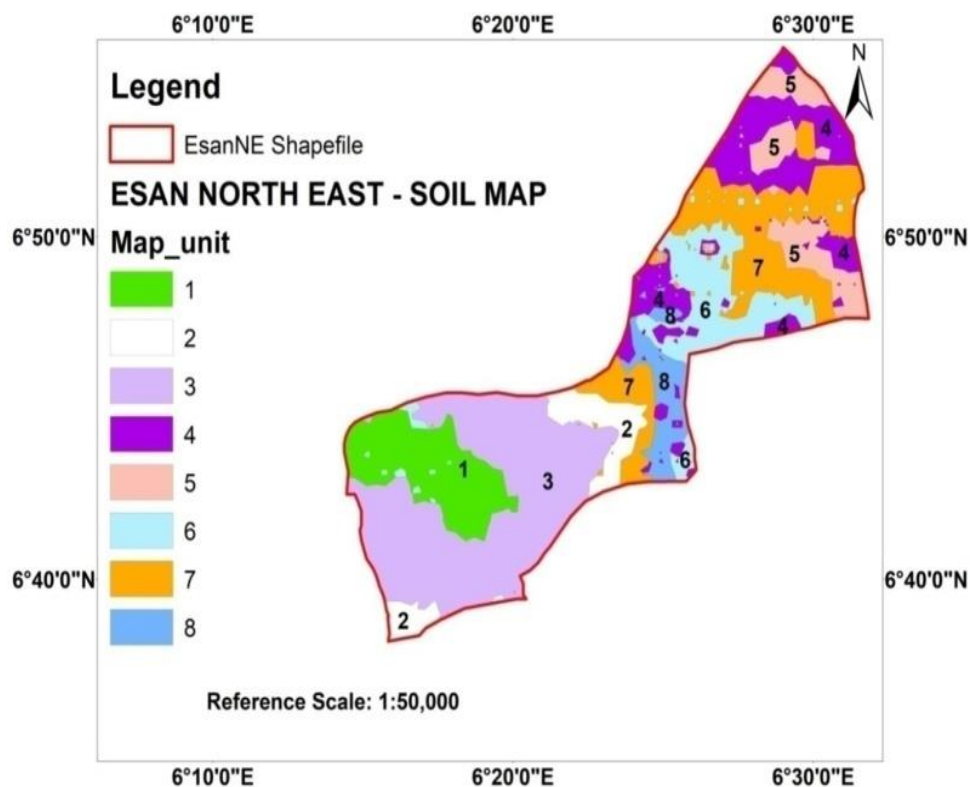 6°10'0"E 6°20'0"E 6°30'0"E
N
Legend
EsanNE Shapefile
ESAN NORTH EAST - SOIL MAP
Map_unit
1
2
3
4
5
6
7
8
5
4
5
6°50'0"N 6°50'0"N
5
4
7
4
6
8
4
7
8
2
6
1
3
6°40'0"N 6°40'0"N
2
Reference Scale: 1:50,000
6°10'0"E 6°20'0"E 6°30'0"E